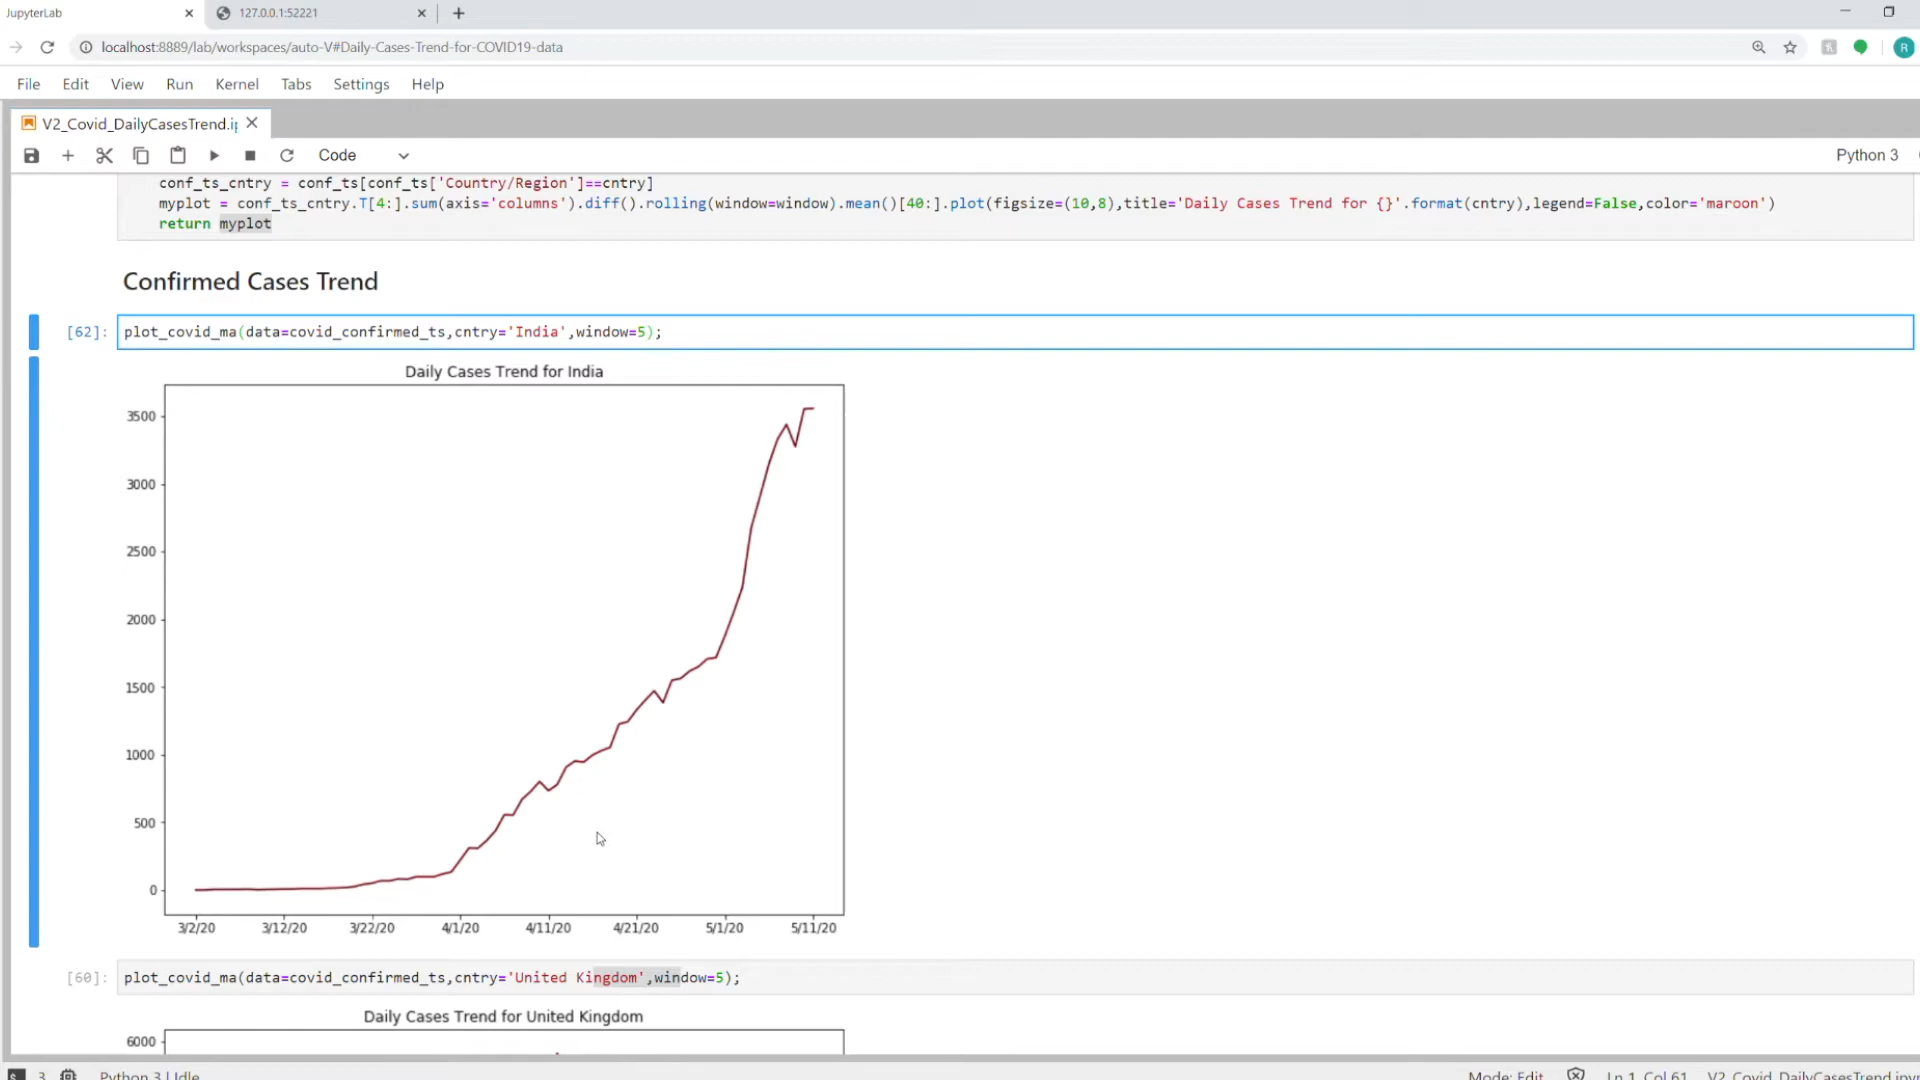 JupyterLab
127.0.0.1:52221
localhost:8889/lab/workspaces/auto-V#Daily-Cases-Trend-for-COVID19-data
R
File Edit View Run Kernel Tabs Settings Help
V2_Covid_DailyCasesTrend.ip
Code
Python 3
conf_ts_cntry = conf_ts[conf_ts['Country/Region']==cntry]
myplot = conf_ts_cntry.T[4:].sum(axis='columns').diff().rolling(window=window).mean()[40:].plot(figsize=(10,8),title='Daily Cases Trend for {}'.format(cntry),legend=False,color='maroon')
return myplot
Confirmed Cases Trend
[62]: plot_covid_ma(data=covid_confirmed_ts,cntry='India',window=5);
Daily Cases Trend for India
3500
3000
2500
2000
1500
1000
500
0
3/2/20 3/12/20 3/22/20 4/1/20 4/11/20 4/21/20 5/1/20 5/11/20
[60]: plot_covid_ma(data=covid_confirmed_ts,cntry='United Kingdom',window=5);
Daily Cases Trend for United Kingdom
6000
3 Python 3 | Idle Mode: Edit Ln 1, Col 61 V2_Covid_DailyCasesTrend.ipyn